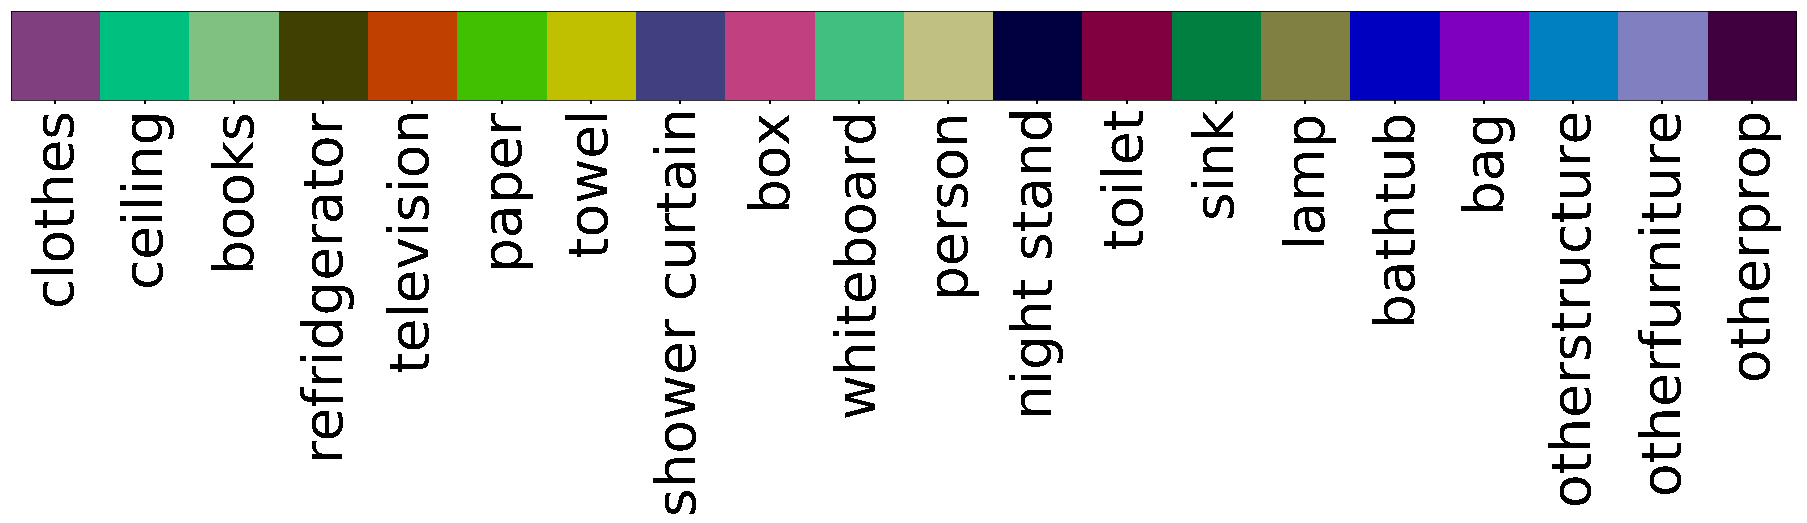 clothes
ceiling
books
refridgerator
television
paper
towel
shower curtain
box
whiteboard
person
night stand
toilet
sink
lamp
bathtub
bag
otherstructure
otherfurniture
otherprop